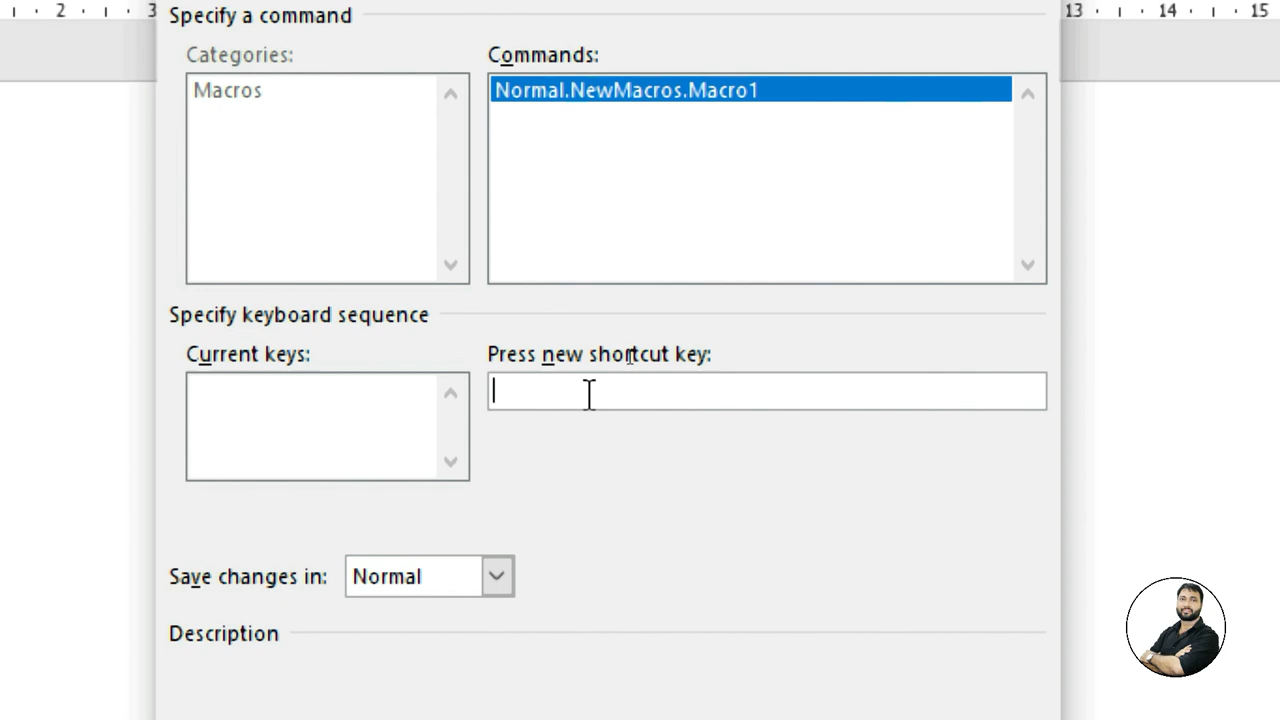 2 3 13 14 15
Specify a command
Categories: Commands:
Macros Normal.NewMacros.Macro1
Specify keyboard sequence
Current keys: Press new shortcut key:
Save changes in: Normal
Description